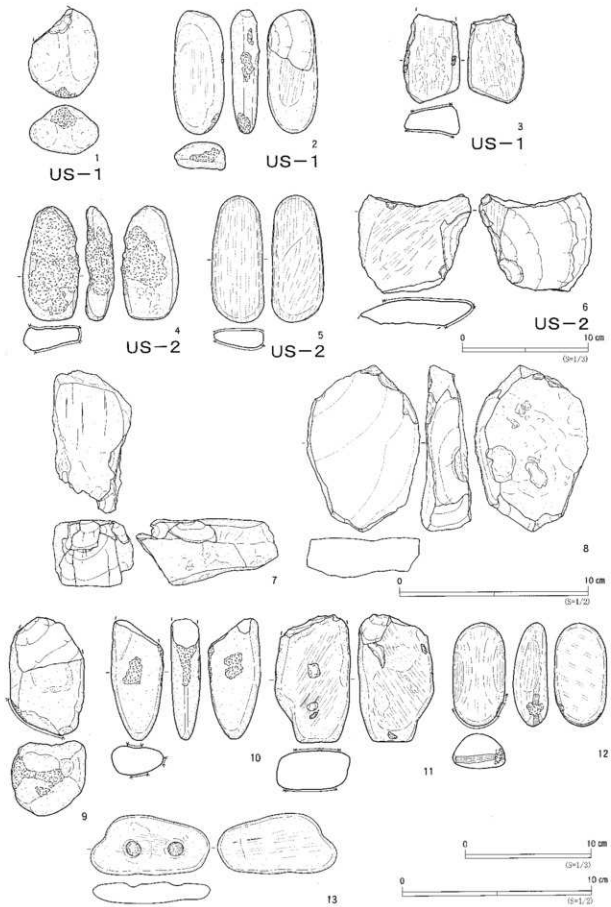 1
US-1
2
US-1
3
US-1
4
US-2
5
US-2
6
US-2
0 10 cm
(S=1/3)
7
8
0 10 cm
(S=1/2)
9
10
11
12
13
0 10 cm
(S=1/3)
0 10 cm
(S=1/2)